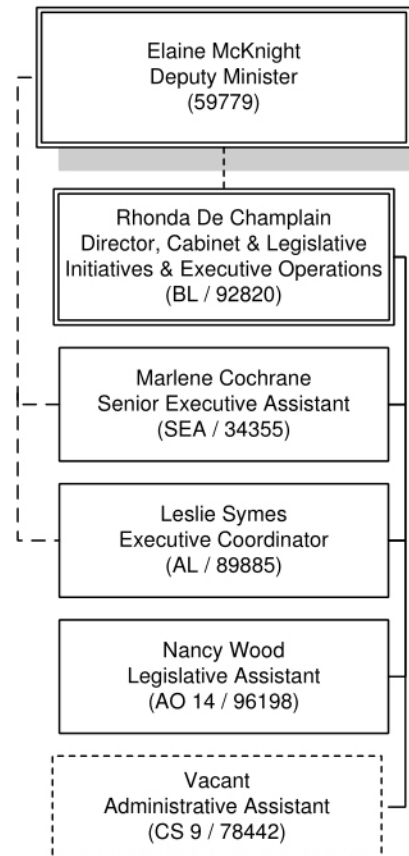 Elaine McKnight
Deputy Minister
(59779)
Rhonda De Champlain
Director, Cabinet & Legislative
Initiatives & Executive Operations
(BL / 92820)
Marlene Cochrane
Senior Executive Assistant
(SEA / 34355)
Leslie Symes
Executive Coordinator
(AL / 89885)
Nancy Wood
Legislative Assistant
(AO 14 / 96198)
Vacant
Administrative Assistant
(CS 9 / 78442)